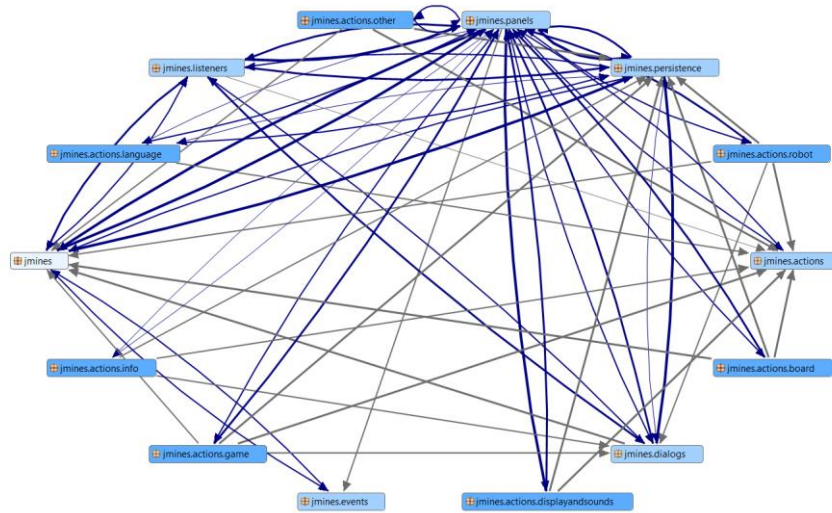 jmines.actions.other
jmines.panels
jmines.listeners
jmines.persistence
jmines.actions.language
jmines.actions.robot
jmines
jmines.actions
jmines.actions.info
jmines.actions.board
jmines.actions.game
jmines.dialogs
jmines.events
jmines.actions.displayandsounds